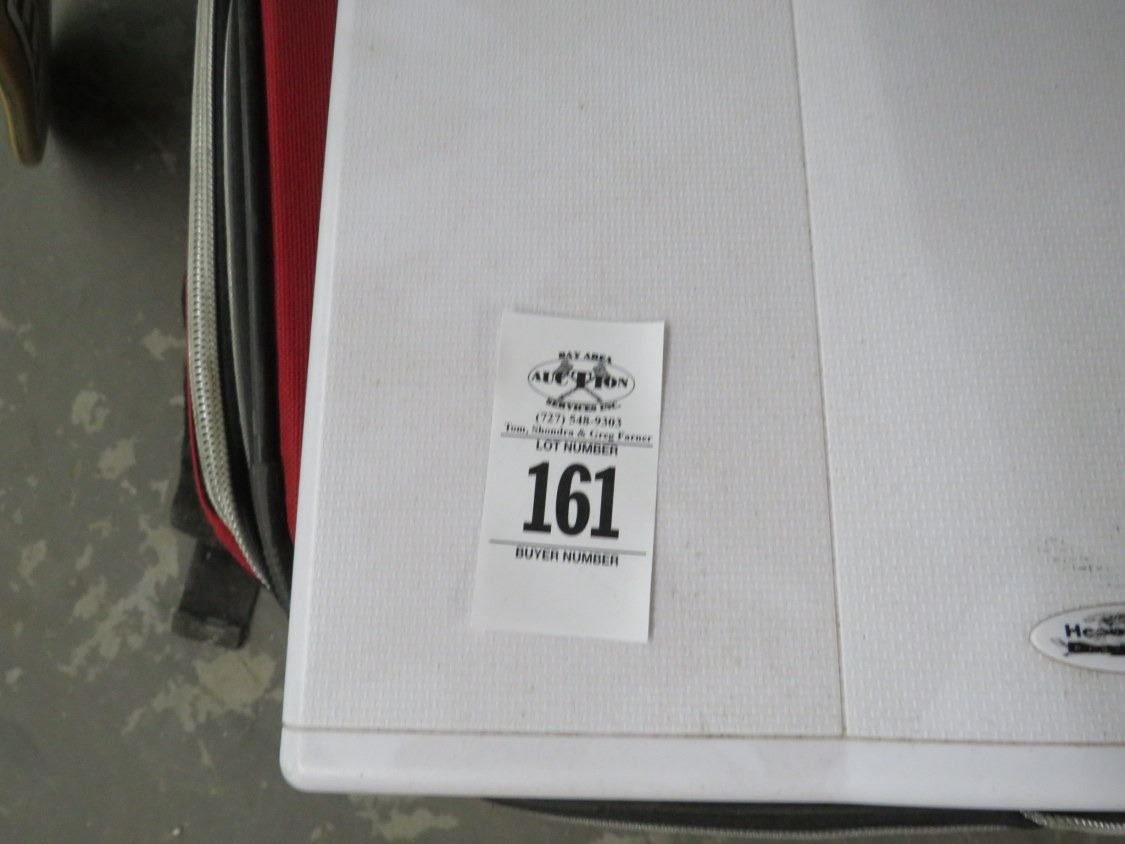 BAY AREA
AUCTION
SERVICES INC.
(727) 548-9303
Tom, Shondra & Greg Farner
LOT NUMBER
161
BUYER NUMBER